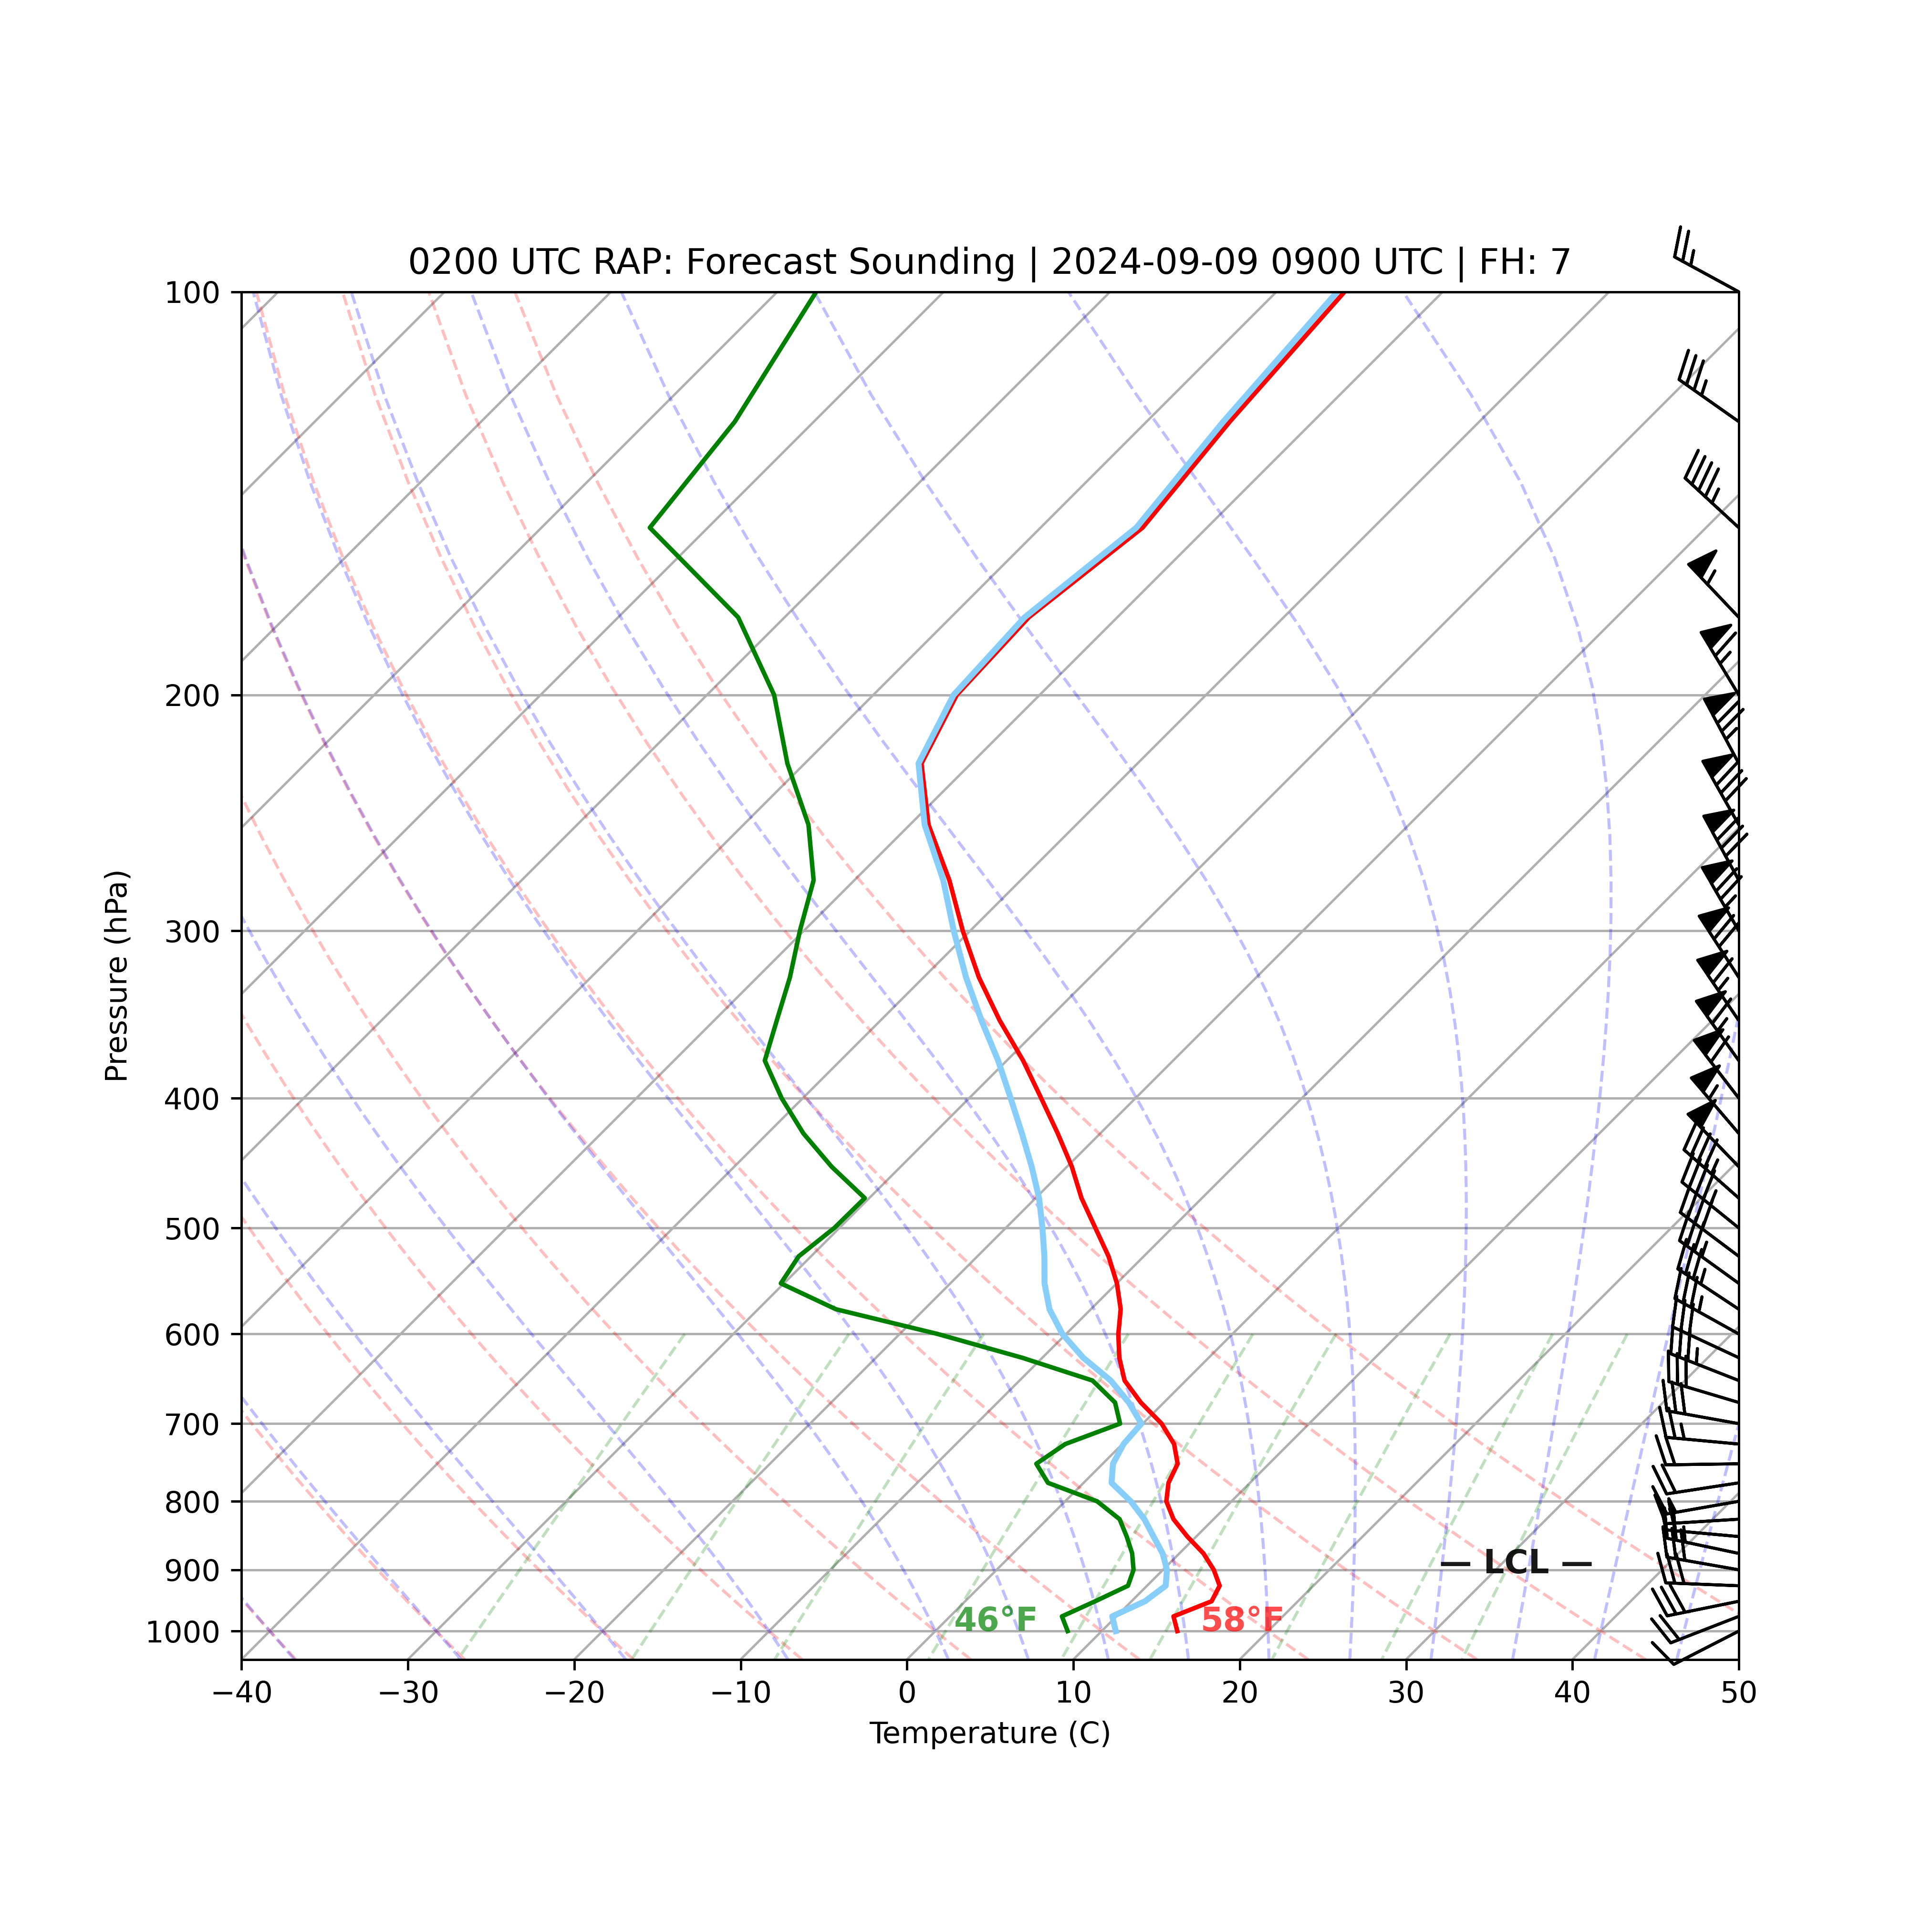 0200 UTC RAP: Forecast Sounding | 2024-09-09 0900 UTC | FH: 7
100
200
300
400
500
600
700
800
900
1000
Pressure (hPa)
— LCL —
46°F
58°F
−40 −30 −20 −10 0 10 20 30 40 50
Temperature (C)